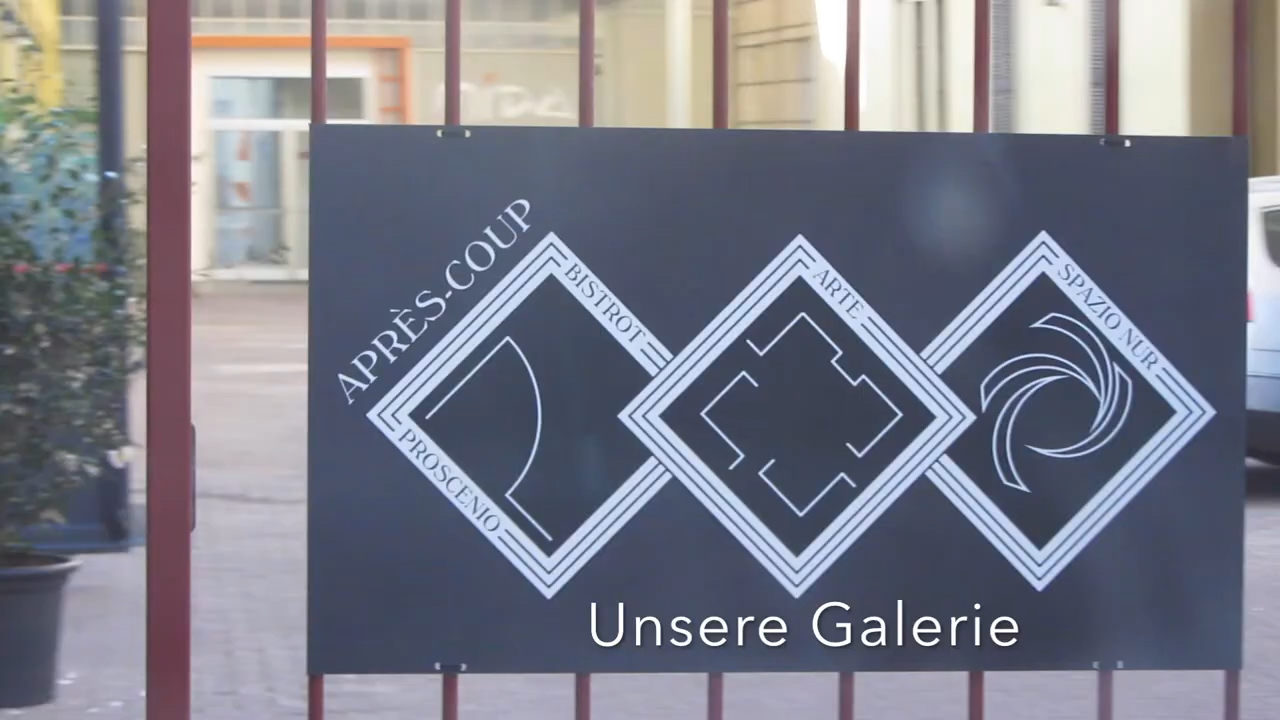 APRÈS-COUP
BISTROT
PROSCENIO
ARTE
SPAZIO NUR
Unsere Galerie